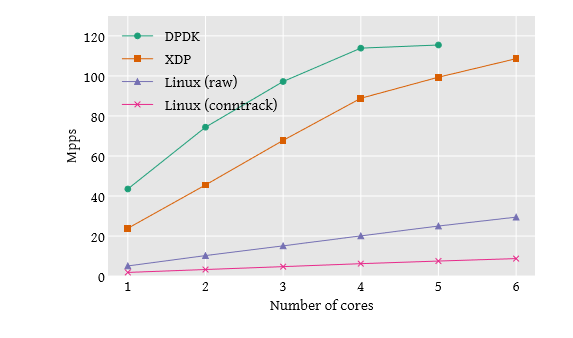 120
100
80
60
40
20
0
Mpps
DPDK
XDP
Linux (raw)
Linux (conntrack)
1 2 3 4 5 6
Number of cores